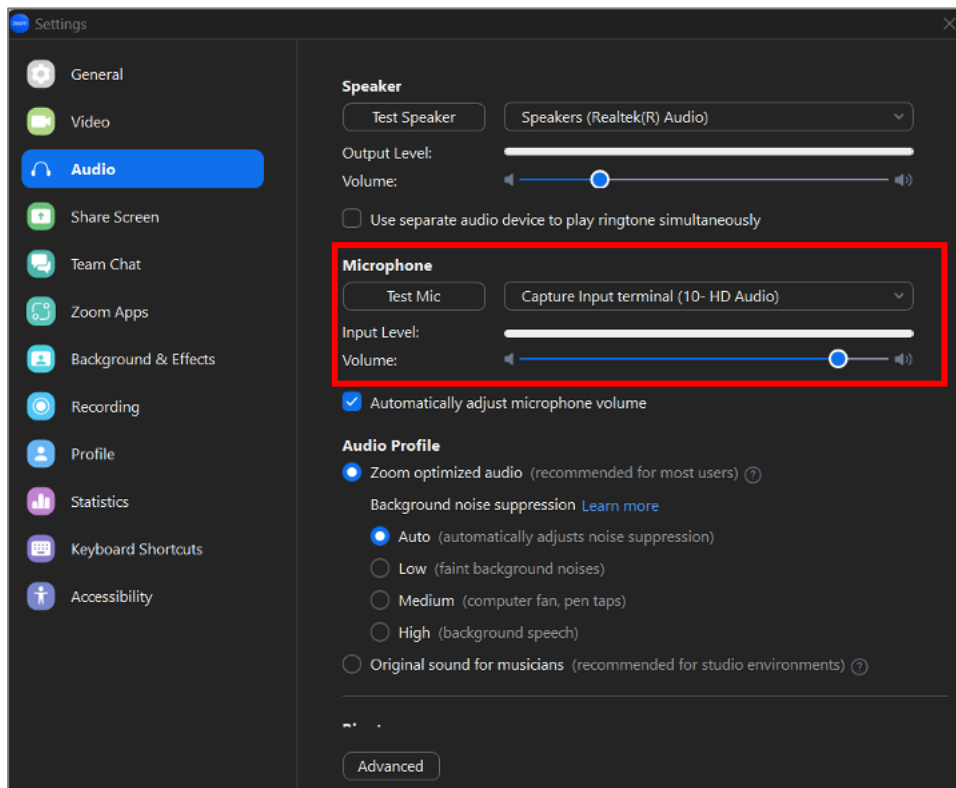 zoom Settings
General
Video
Audio
Share Screen
Team Chat
Zoom Apps
Background & Effects
Recording
Profile
Statistics
Keyboard Shortcuts
Accessibility
Speaker
Test Speaker Speakers (Realtek(R) Audio)
Output Level:
Volume:
Use separate audio device to play ringtone simultaneously
Microphone
Test Mic Capture Input terminal (10- HD Audio)
Input Level:
Volume:
Automatically adjust microphone volume
Audio Profile
Zoom optimized audio (recommended for most users) ?
Background noise suppression Learn more
Auto (automatically adjusts noise suppression)
Low (faint background noises)
Medium (computer fan, pen taps)
High (background speech)
Original sound for musicians (recommended for studio environments) ?
Advanced